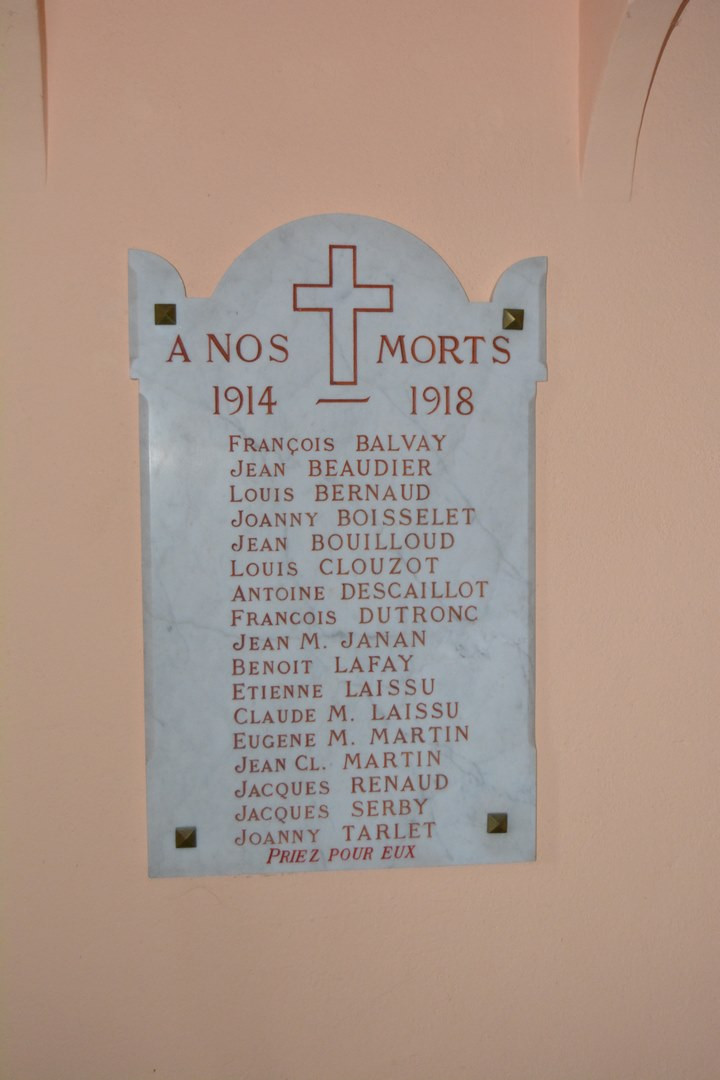 A NOS MORTS
1914 — 1918
FRANÇOIS BALVAY
JEAN BEAUDIER
LOUIS BERNAUD
JOANNY BOISSELET
JEAN BOUILLOUD
LOUIS CLOUZOT
ANTOINE DESCAILLOT
FRANCOIS DUTRONC
JEAN M. JANAN
BENOIT LAFAY
ETIENNE LAISSU
CLAUDE M. LAISSU
EUGENE M. MARTIN
JEAN CL. MARTIN
JACQUES RENAUD
JACQUES SERBY
JOANNY TARLET
PRIEZ POUR EUX